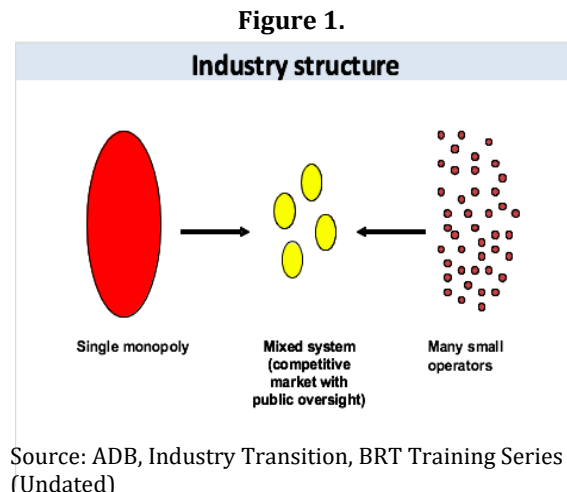 Figure 1.
Industry structure
Single monopoly
Mixed system
(competitive
market with
public oversight)
Many small
operators
Source: ADB, Industry Transition, BRT Training Series
(Undated)